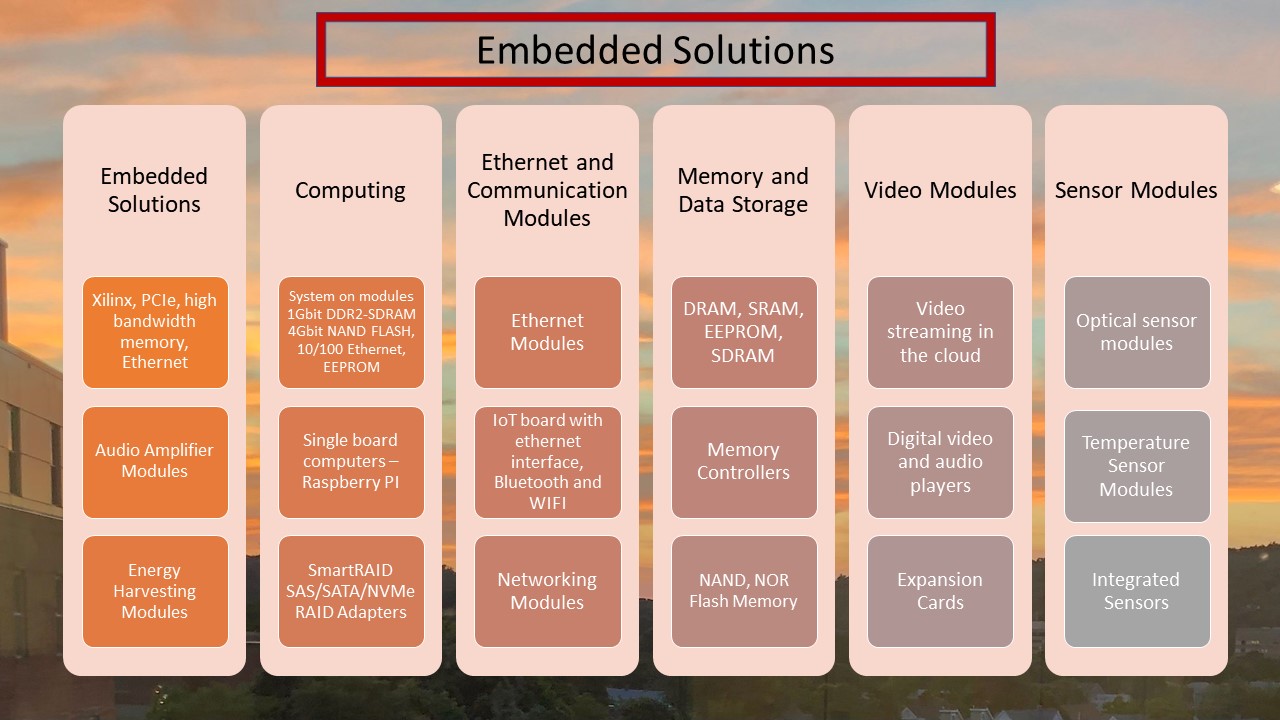 Embedded Solutions
Embedded
Solutions
Xilinx, PCIe, high
bandwidth
memory,
Ethernet
Audio Amplifier
Modules
Energy
Harvesting
Modules
Computing
System on modules
1Gbit DDR2-SDRAM
4Gbit NAND FLASH,
10/100 Ethernet,
EEPROM
Single board
computers –
Raspberry PI
SmartRAID
SAS/SATA/NVMe
RAID Adapters
Ethernet and
Communication
Modules
Ethernet
Modules
IoT board with
ethernet
interface,
Bluetooth and
WIFI
Networking
Modules
Memory and
Data Storage
DRAM, SRAM,
EEPROM,
SDRAM
Memory
Controllers
NAND, NOR
Flash Memory
Video Modules
Video
streaming in
the cloud
Digital video
and audio
players
Expansion
Cards
Sensor Modules
Optical sensor
modules
Temperature
Sensor
Modules
Integrated
Sensors